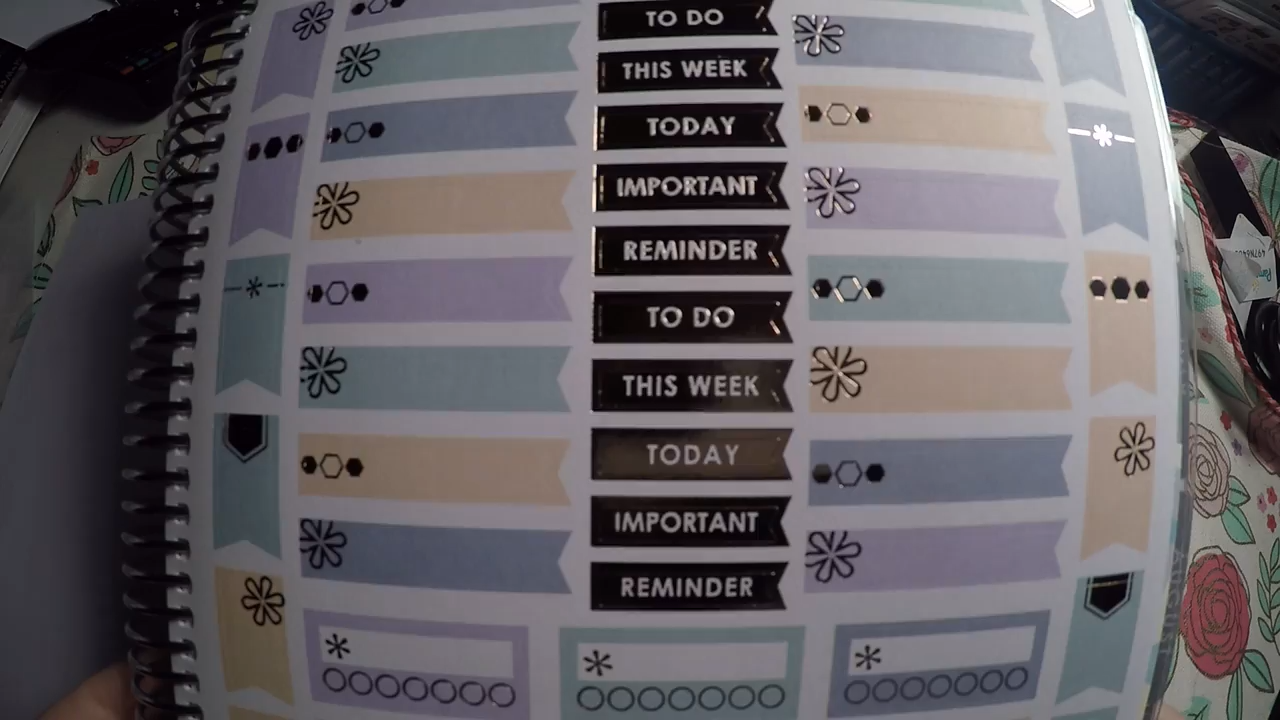 TO DO
THIS WEEK
TODAY
IMPORTANT
REMINDER
TO DO
THIS WEEK
TODAY
IMPORTANT
REMINDER